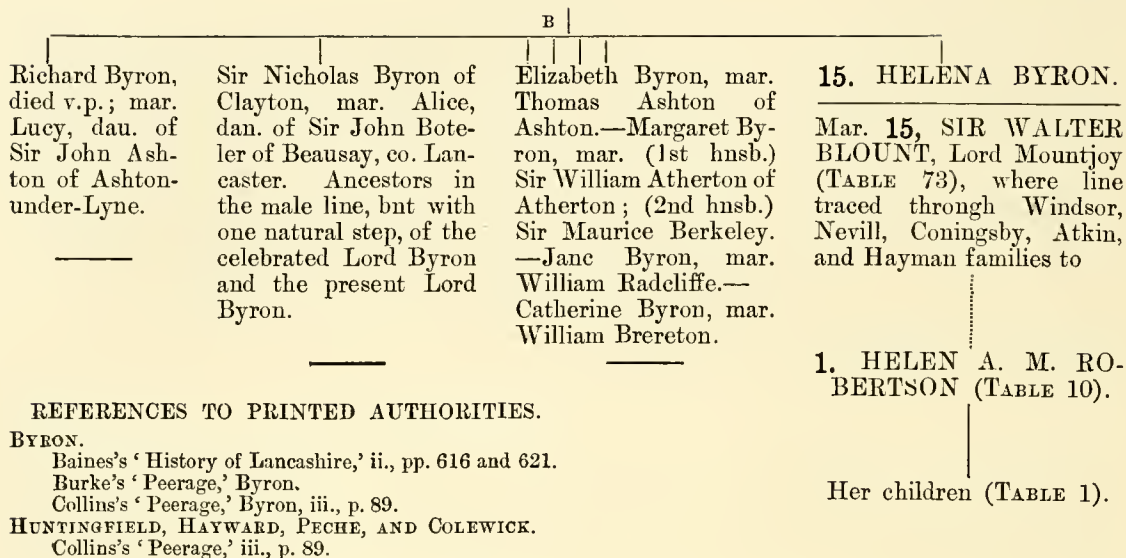 B
Richard Byron,
died v.p.; mar.
Lucy, dau. of
Sir John Ash-
ton of Ashton-
under-Lyne.
Sir Nicholas Byron of
Clayton, mar. Alice,
dan. of Sir John Bote-
ler of Beausay, co. Lan-
caster. Ancestors in
the male line, bnt with
one natural step, of the
celebrated Lord Byron
and the present Lord
Byron.
Elizabeth Byron, mar.
Thomas Ashton of
Ashton.—Margaret By-
ron, mar. (1st hnsb.)
Sir William Atherton of
Atherton; (2nd hnsb.)
Sir Maurice Berkeley.
—Jane Byron, mar.
William Radcliffe.—
Catherine Byron, mar.
William Brereton.
15. HELENA BYRON.
Mar. 15, SIR WALTER
BLOUNT, Lord Mountjoy
(TABLE 73), where line
traced through Windsor,
Nevill, Coningsby, Atkin,
and Hayman families to
1. HELEN A. M. RO-
BERTSON (TABLE 10).
Her children (TABLE 1).
REFERENCES TO PRINTED AUTHORITIES.
BYRON.
Baines's 'History of Lancashire,' ii., pp. 616 and 621.
Burke's 'Peerage,' Byron.
Collins's 'Peerage,' Byron, iii., p. 89.
HUNTINGFIELD, HAYWARD, PECHE, AND COLEWICK.
Collins's 'Peerage,' iii., p. 89.